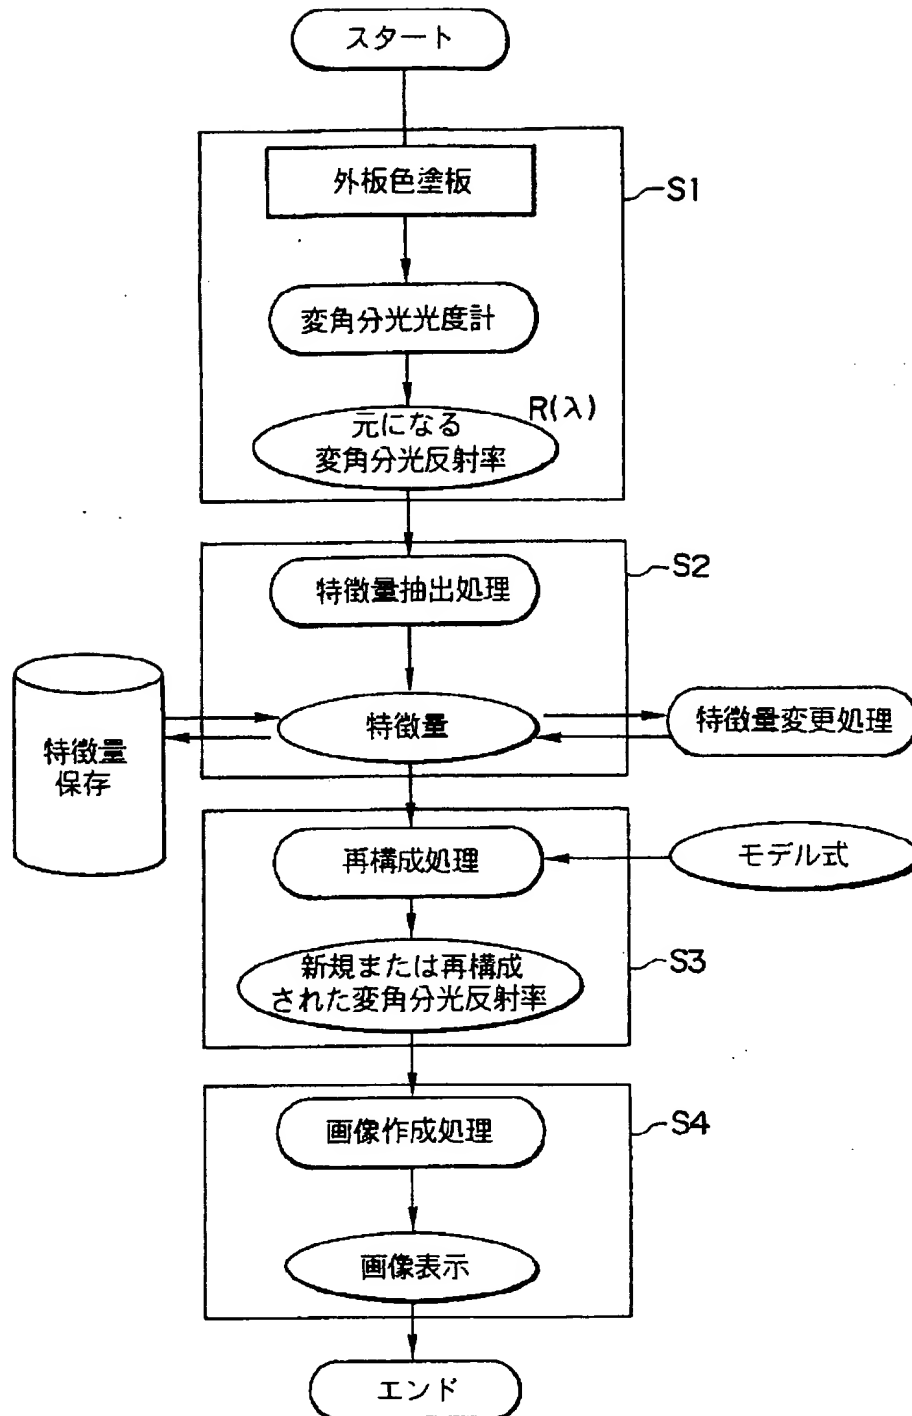 スタート
外板色塗板
S1
変角分光光度計
R(λ)
元になる
変角分光反射率
特徴量抽出処理
S2
特徴量
保存
特徴量
特徴量変更処理
再構成処理
モデル式
新規または再構成
された変角分光反射率
S3
画像作成処理
S4
画像表示
エンド